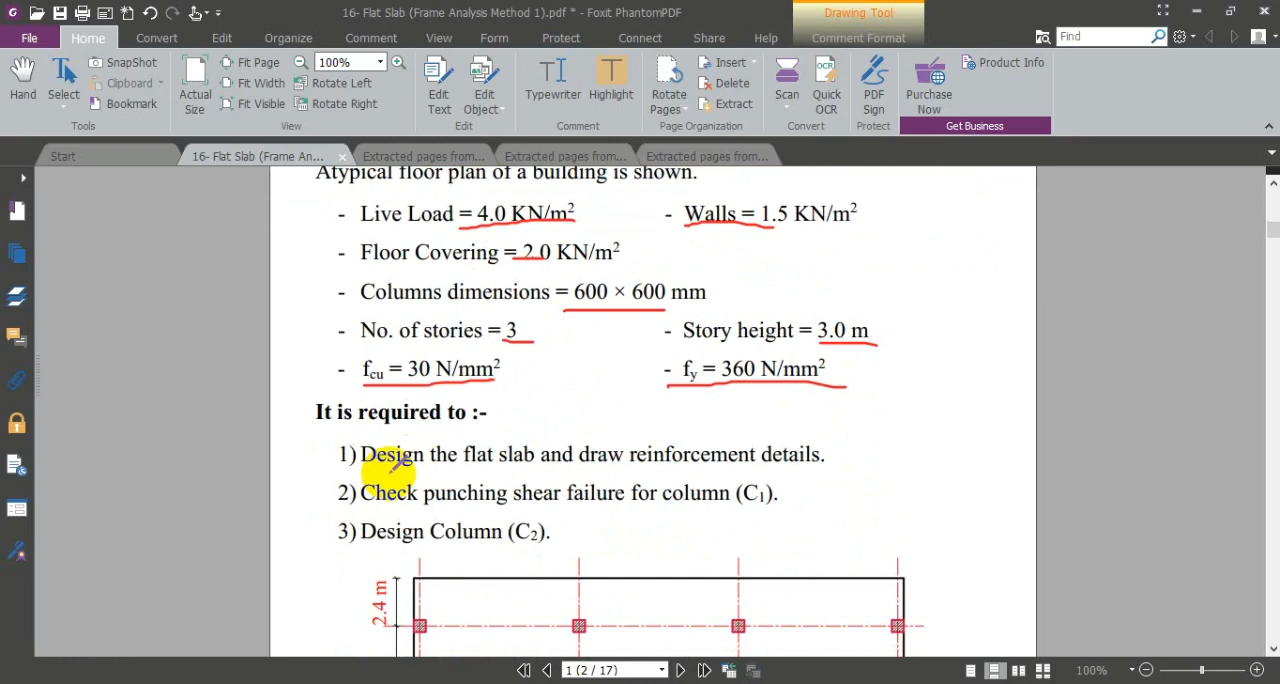 16- Flat Slab (Frame Analysis Method 1).pdf * - Foxit PhantomPDF
Drawing Tool
File Home Convert Edit Organize Comment View Form Protect Connect Share Help Comment Format Find
Hand
Select
SnapShot
Clipboard
Bookmark
Tools
Actual Size
Fit Page
Fit Width
Fit Visible
100%
Rotate Left
Rotate Right
View
Edit Text
Edit Object
Edit
Typewriter
Highlight
Comment
Rotate Pages
Insert
Delete
Extract
Page Organization
Scan
Quick OCR
Convert
PDF Sign
Protect
Purchase Now
Product Info
Get Business
Start
16- Flat Slab (Frame An...
Extracted pages from...
Extracted pages from...
Extracted pages from...
Atypical floor plan of a building is shown.
- Live Load = 4.0 KN/m² - Walls = 1.5 KN/m²
- Floor Covering = 2.0 KN/m²
- Columns dimensions = 600 × 600 mm
- No. of stories = 3 - Story height = 3.0 m
- fcu = 30 N/mm² - fy = 360 N/mm²
It is required to :-
1) Design the flat slab and draw reinforcement details.
2) Check punching shear failure for column (C₁).
3) Design Column (C₂).
2.4 m
1 (2 / 17)
100%